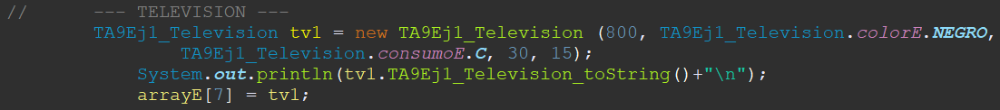 // --- TELEVISION ---
TA9Ej1_Television tv1 = new TA9Ej1_Television (800, TA9Ej1_Television.colorE.NEGRO,
TA9Ej1_Television.consumoE.C, 30, 15);
System.out.println(tv1.TA9Ej1_Television_toString()+"\n");
arrayE[7] = tv1;